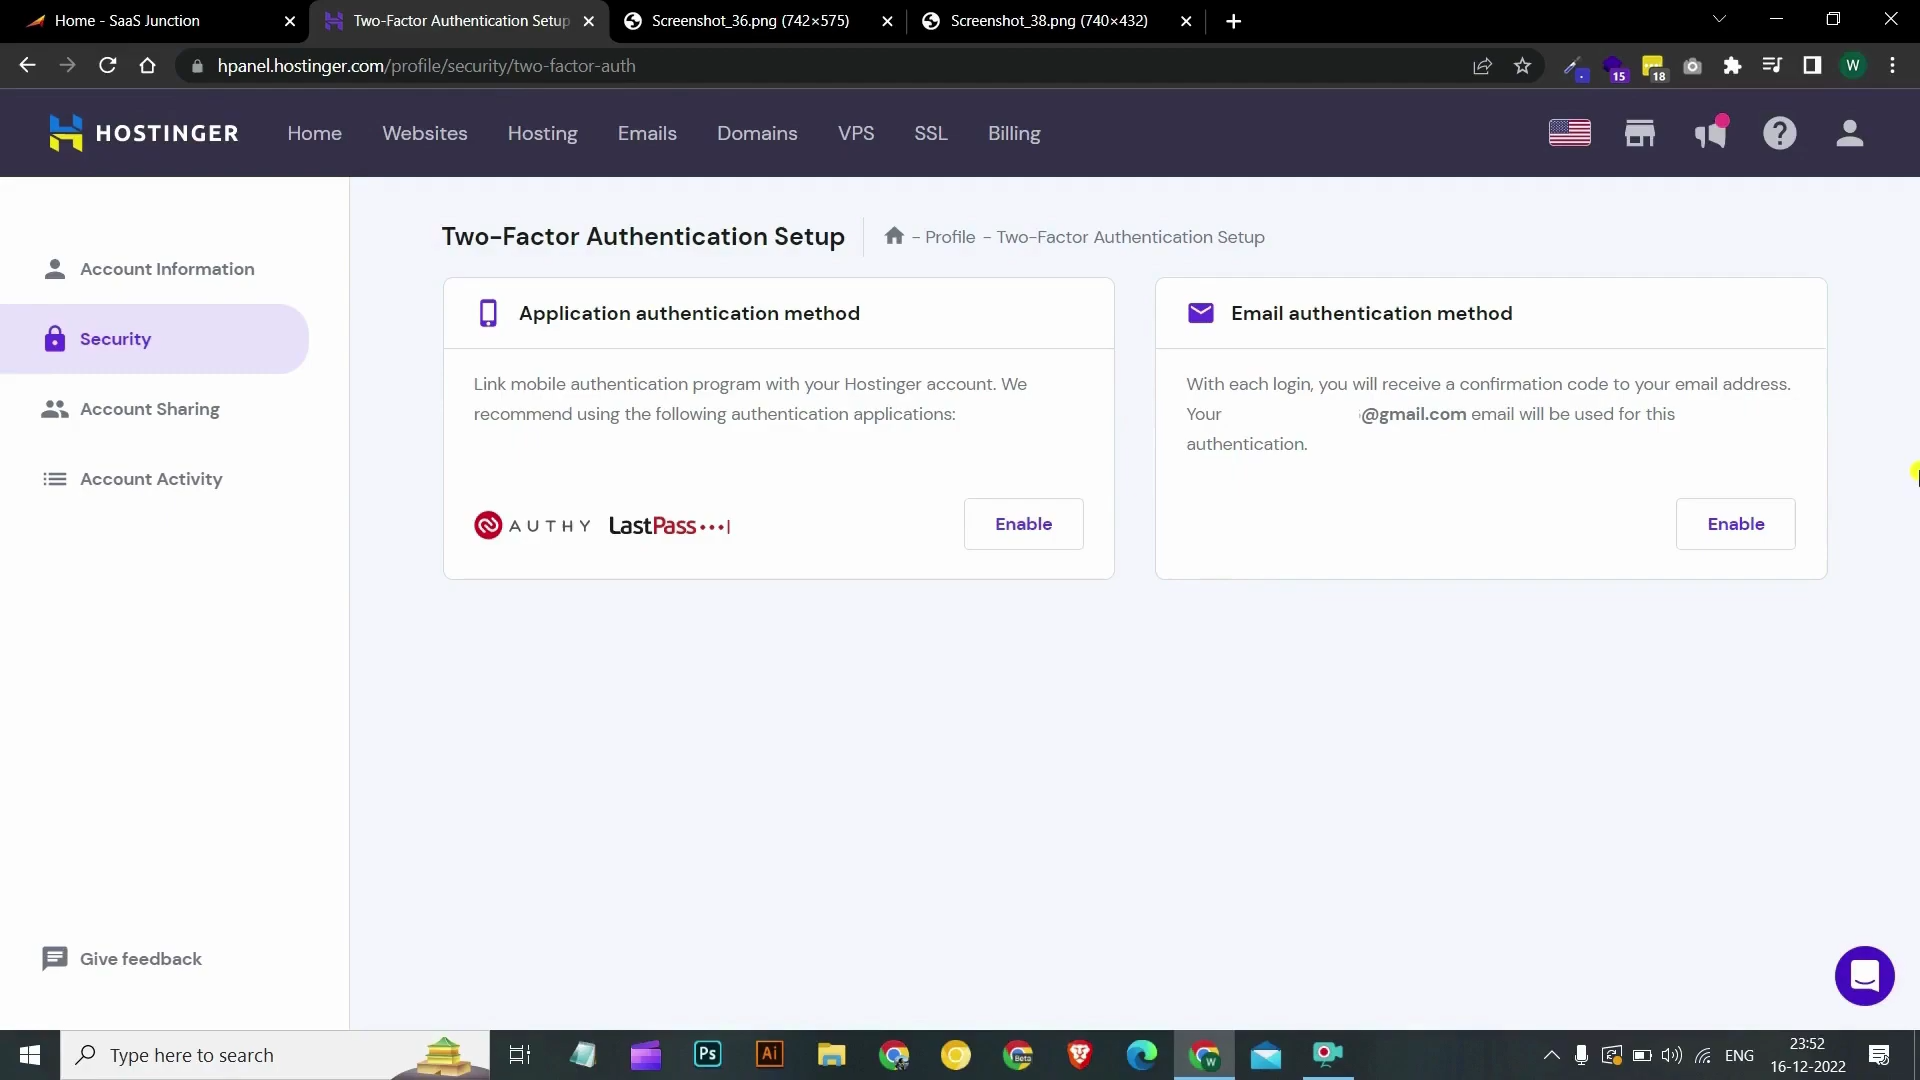 Home - SaaS Junction
Two-Factor Authentication Setup
Screenshot_36.png (742×575)
Screenshot_38.png (740×432)
hpanel.hostinger.com/profile/security/two-factor-auth
15
18
W
HOSTINGER
Home
Websites
Hosting
Emails
Domains
VPS
SSL
Billing
Account Information
Security
Account Sharing
Account Activity
Give feedback
Two-Factor Authentication Setup
- Profile - Two-Factor Authentication Setup
Application authentication method
Link mobile authentication program with your Hostinger account. We
recommend using the following authentication applications:
AUTHY
LastPass•••|
Enable
Email authentication method
With each login, you will receive a confirmation code to your email address.
Your @gmail.com email will be used for this
authentication.
Enable
Type here to search
Ps
Ai
Beta
W
ENG
23:52
16-12-2022